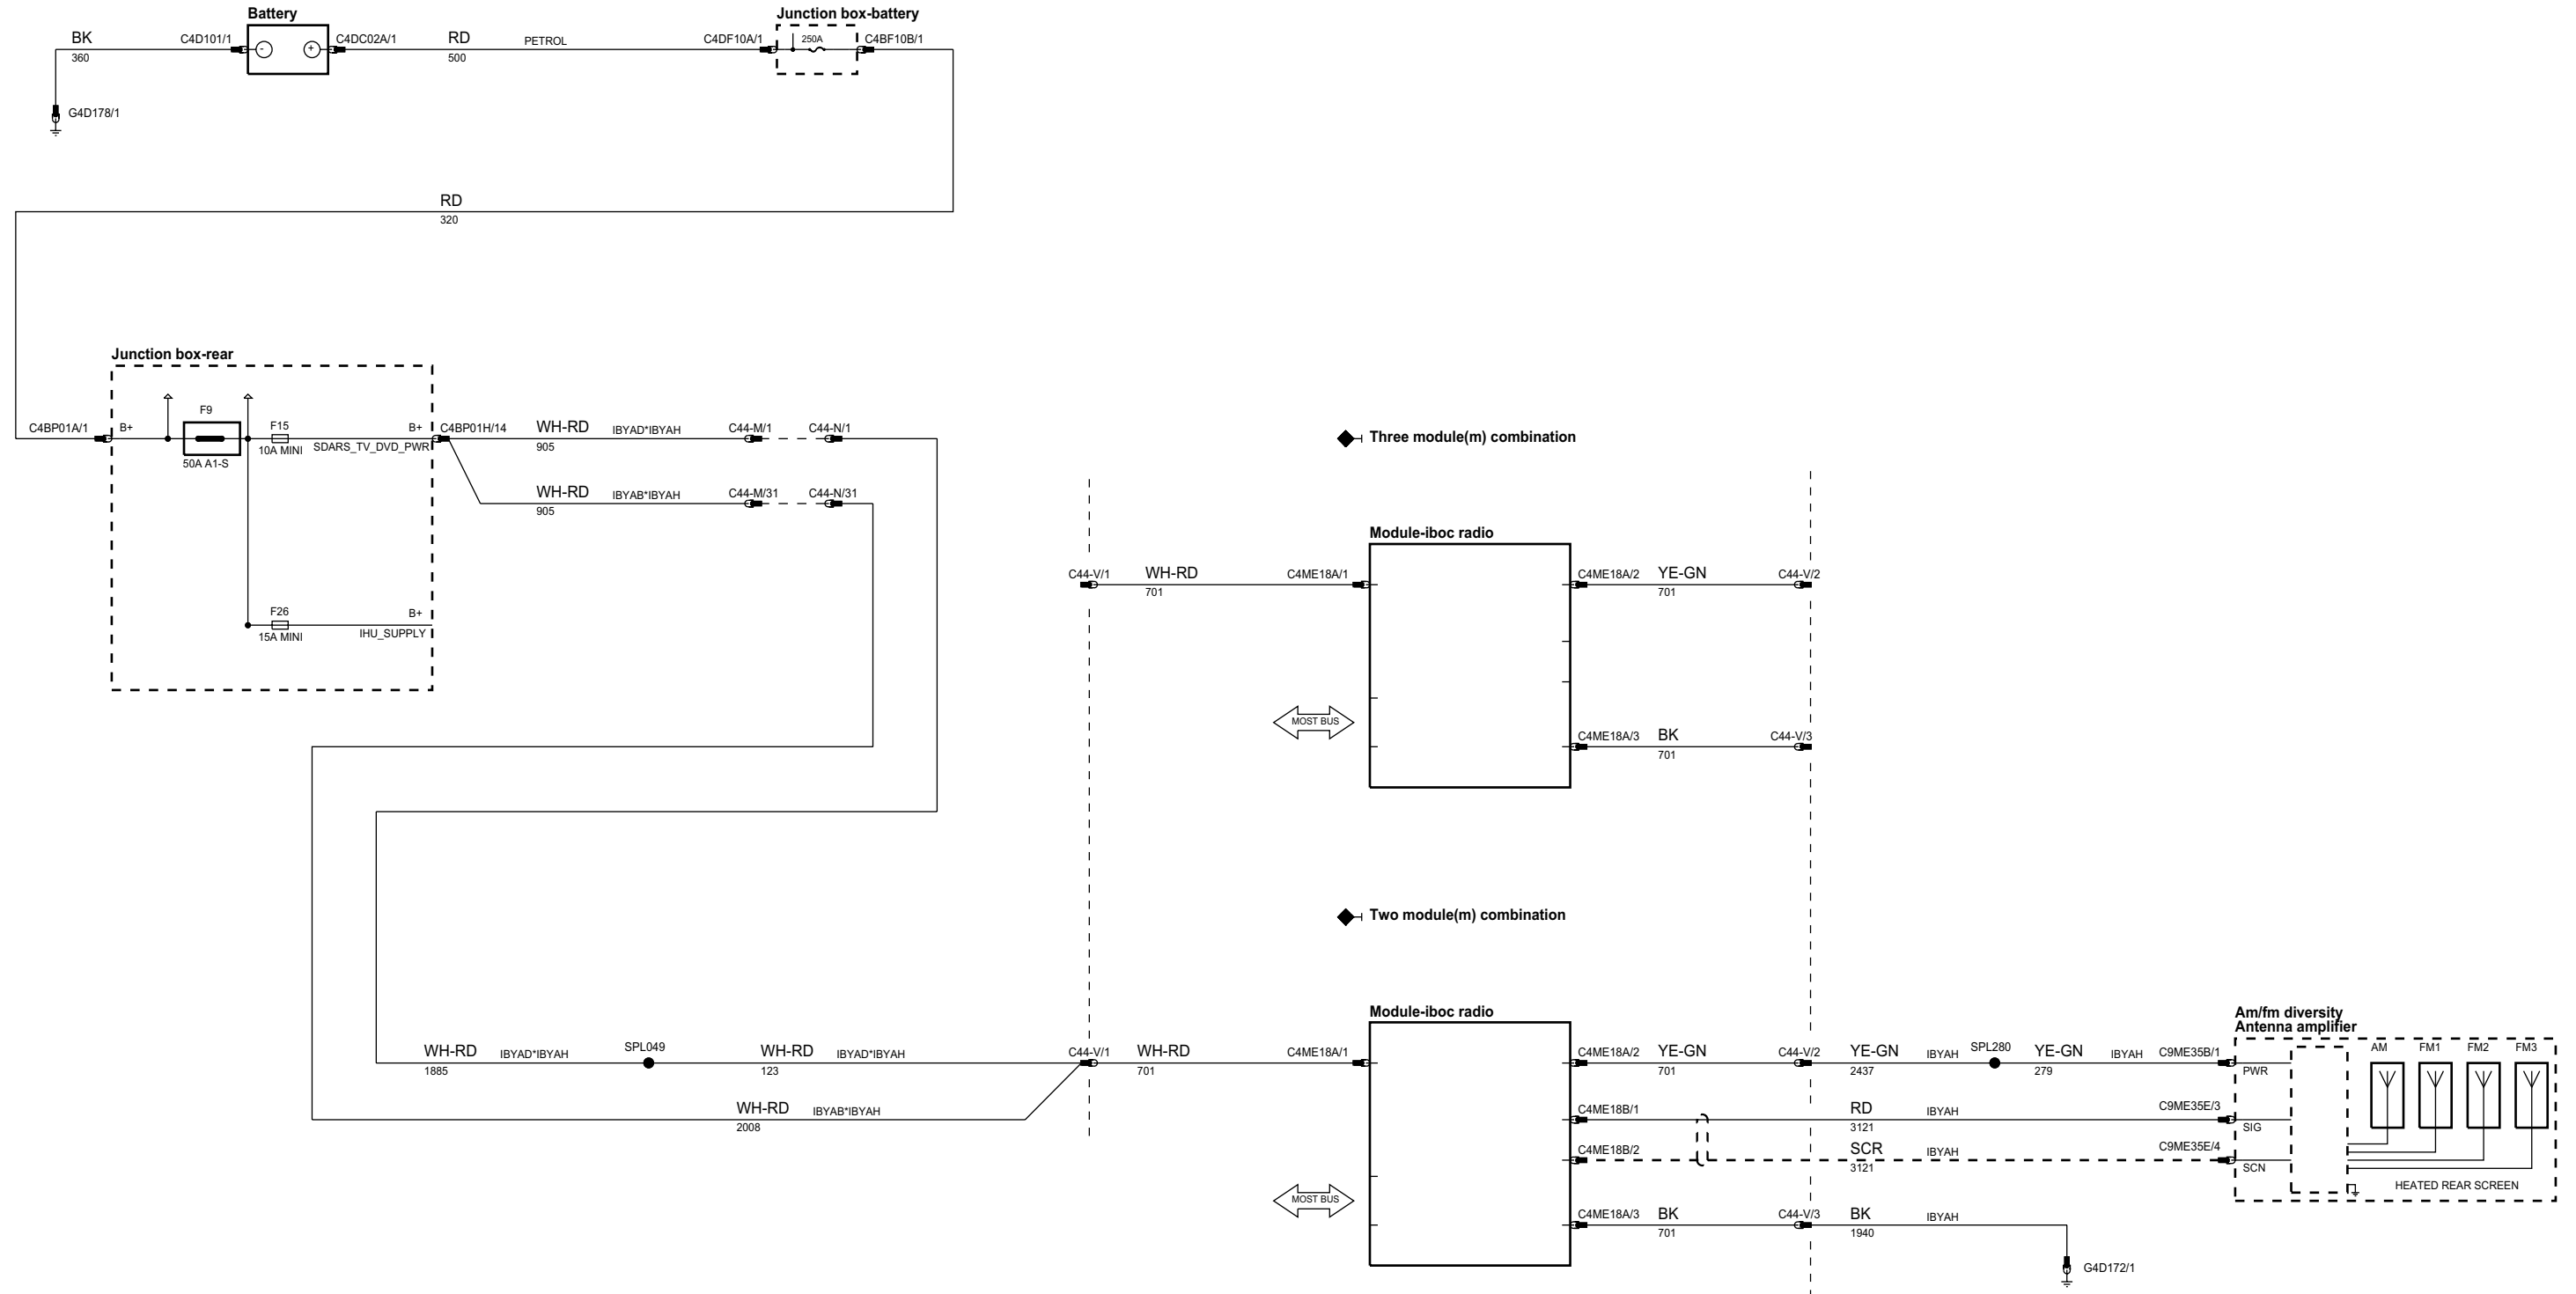 Battery
Junction box-battery
BK
360
C4D101/1
-
+
C4DC02A/1
RD
500
PETROL
C4DF10A/1
250A
C4BF10B/1
G4D178/1
RD
320
Junction box-rear
C4BP01A/1
B+
F9
50A A1-S
F15
10A MINI
B+
SDARS_TV_DVD_PWR
C4BP01H/14
WH-RD
905
IBYAD*IBYAH
C44-M/1
C44-N/1
WH-RD
905
IBYAB*IBYAH
C44-M/31
C44-N/31
F26
15A MINI
B+
IHU_SUPPLY
Three module(m) combination
Module-iboc radio
C44-V/1
WH-RD
701
C4ME18A/1
C4ME18A/2
YE-GN
701
C44-V/2
MOST BUS
C4ME18A/3
BK
701
C44-V/3
Two module(m) combination
Module-iboc radio
WH-RD
1885
IBYAD*IBYAH
SPL049
WH-RD
123
IBYAD*IBYAH
C44-V/1
WH-RD
701
C4ME18A/1
WH-RD
2008
IBYAB*IBYAH
C4ME18A/2
YE-GN
701
C44-V/2
YE-GN
2437
IBYAH
SPL280
YE-GN
279
IBYAH
C9ME35B/1
C4ME18B/1
RD
3121
IBYAH
C9ME35E/3
C4ME18B/2
SCR
3121
IBYAH
C9ME35E/4
MOST BUS
C4ME18A/3
BK
701
C44-V/3
BK
1940
IBYAH
G4D172/1
Am/fm diversity
Antenna amplifier
AM
FM1
FM2
FM3
PWR
SIG
SCN
HEATED REAR SCREEN